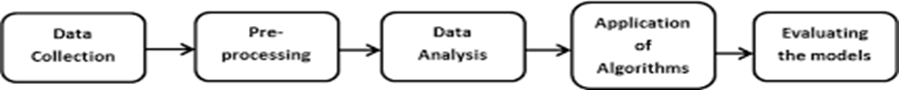 Data
Collection
Pre-
processing
Data
Analysis
Application
of
Algorithms
Evaluating
the models